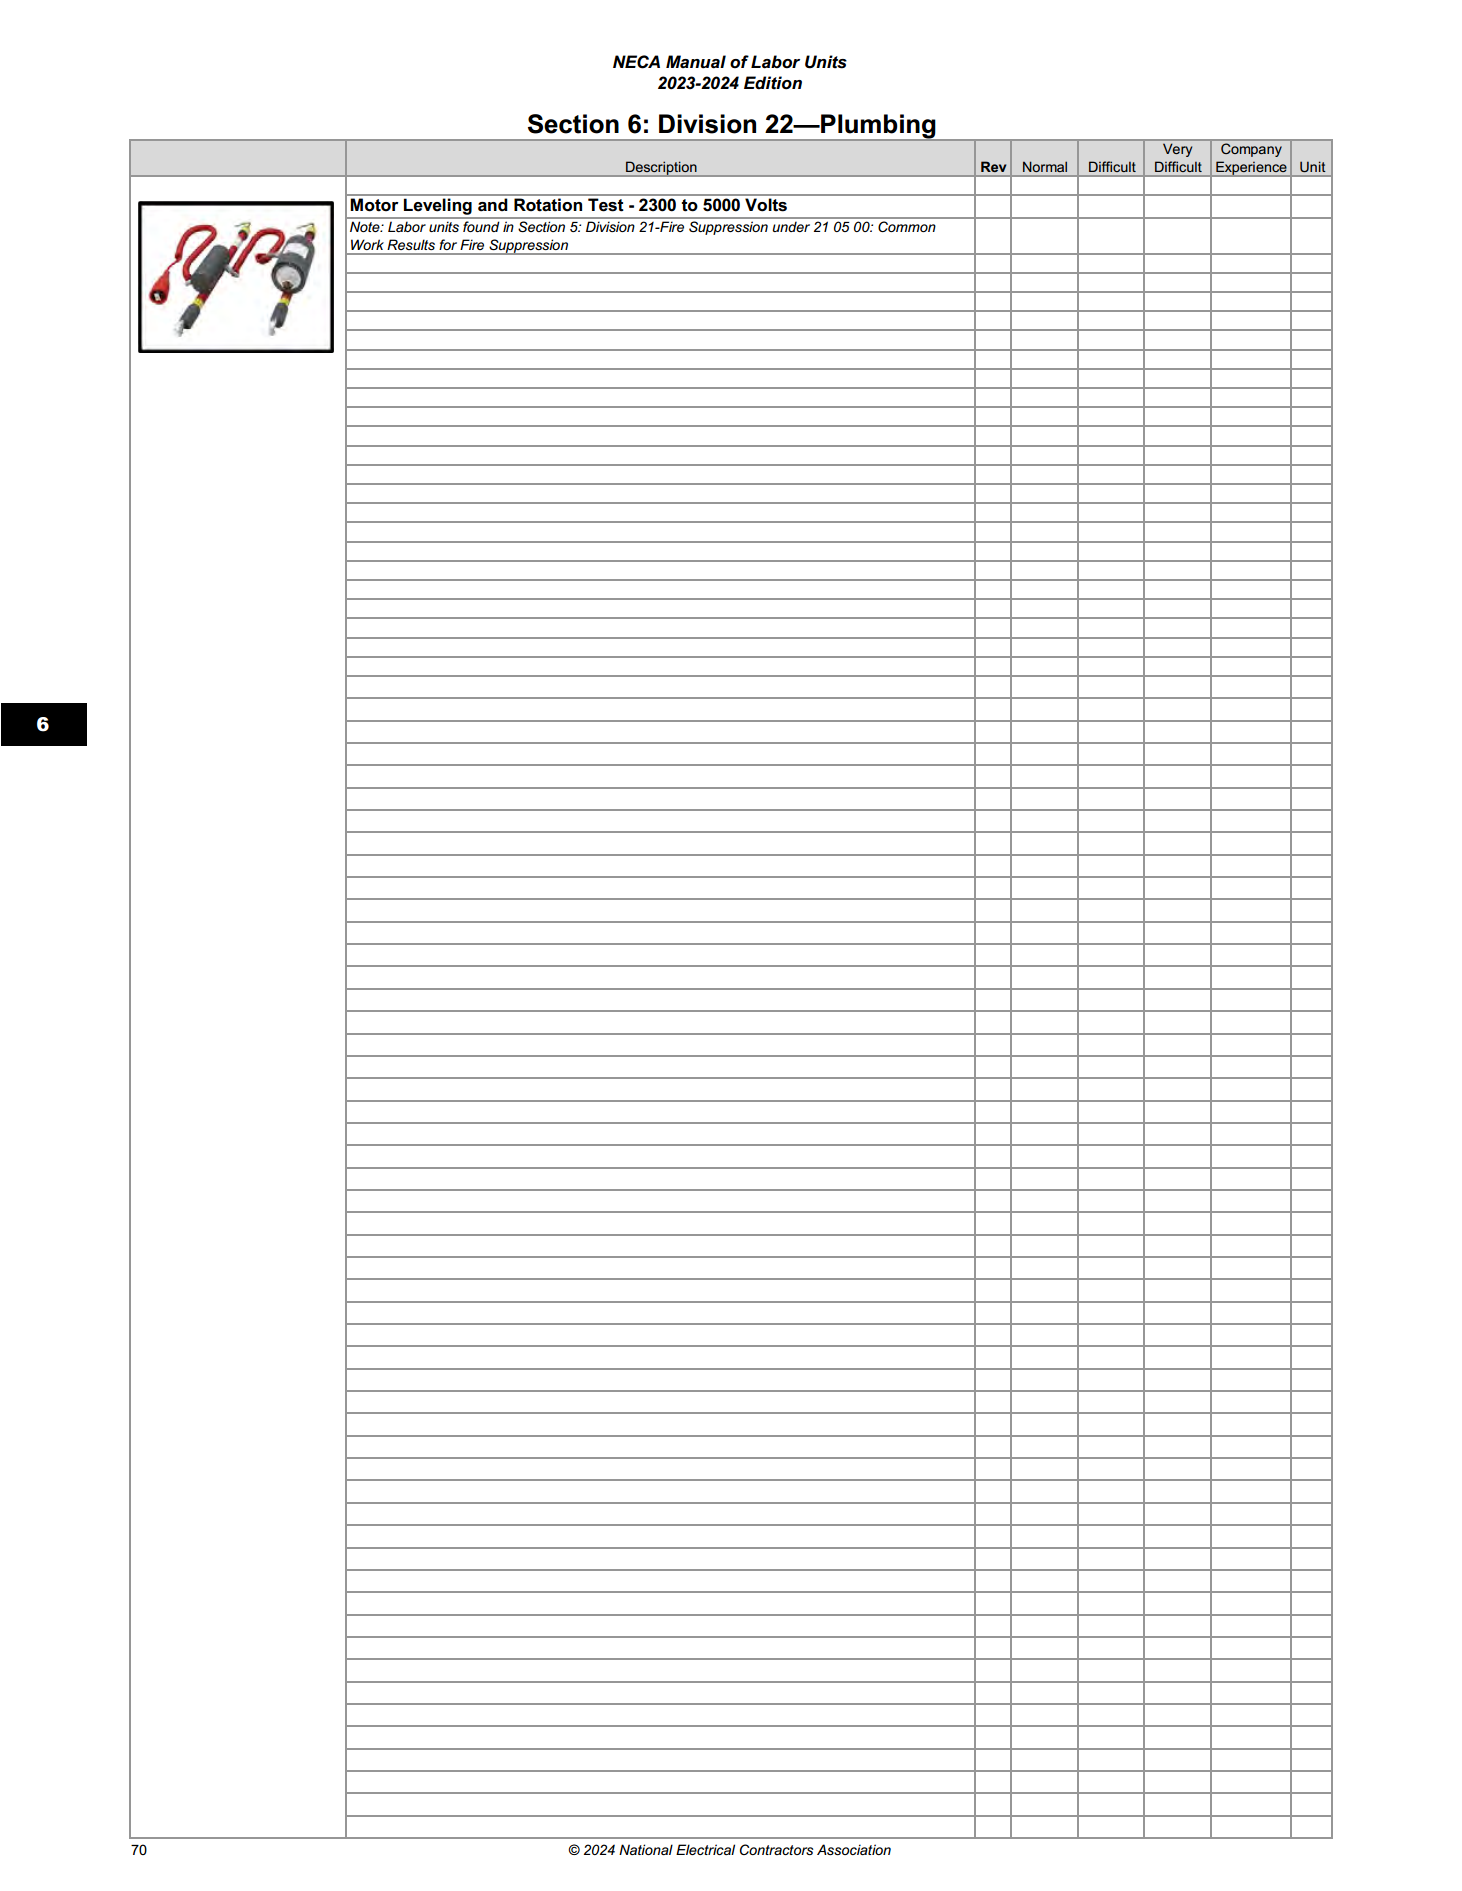 NECA Manual of Labor Units
2023-2024 Edition
Section 6: Division 22—Plumbing
Description
Rev
Normal
Difficult
Very
Difficult
Company
Experience
Unit
Motor Leveling and Rotation Test - 2300 to 5000 Volts
Note: Labor units found in Section 5: Division 21-Fire Suppression under 21 05 00: Common
Work Results for Fire Suppression
6
70
© 2024 National Electrical Contractors Association